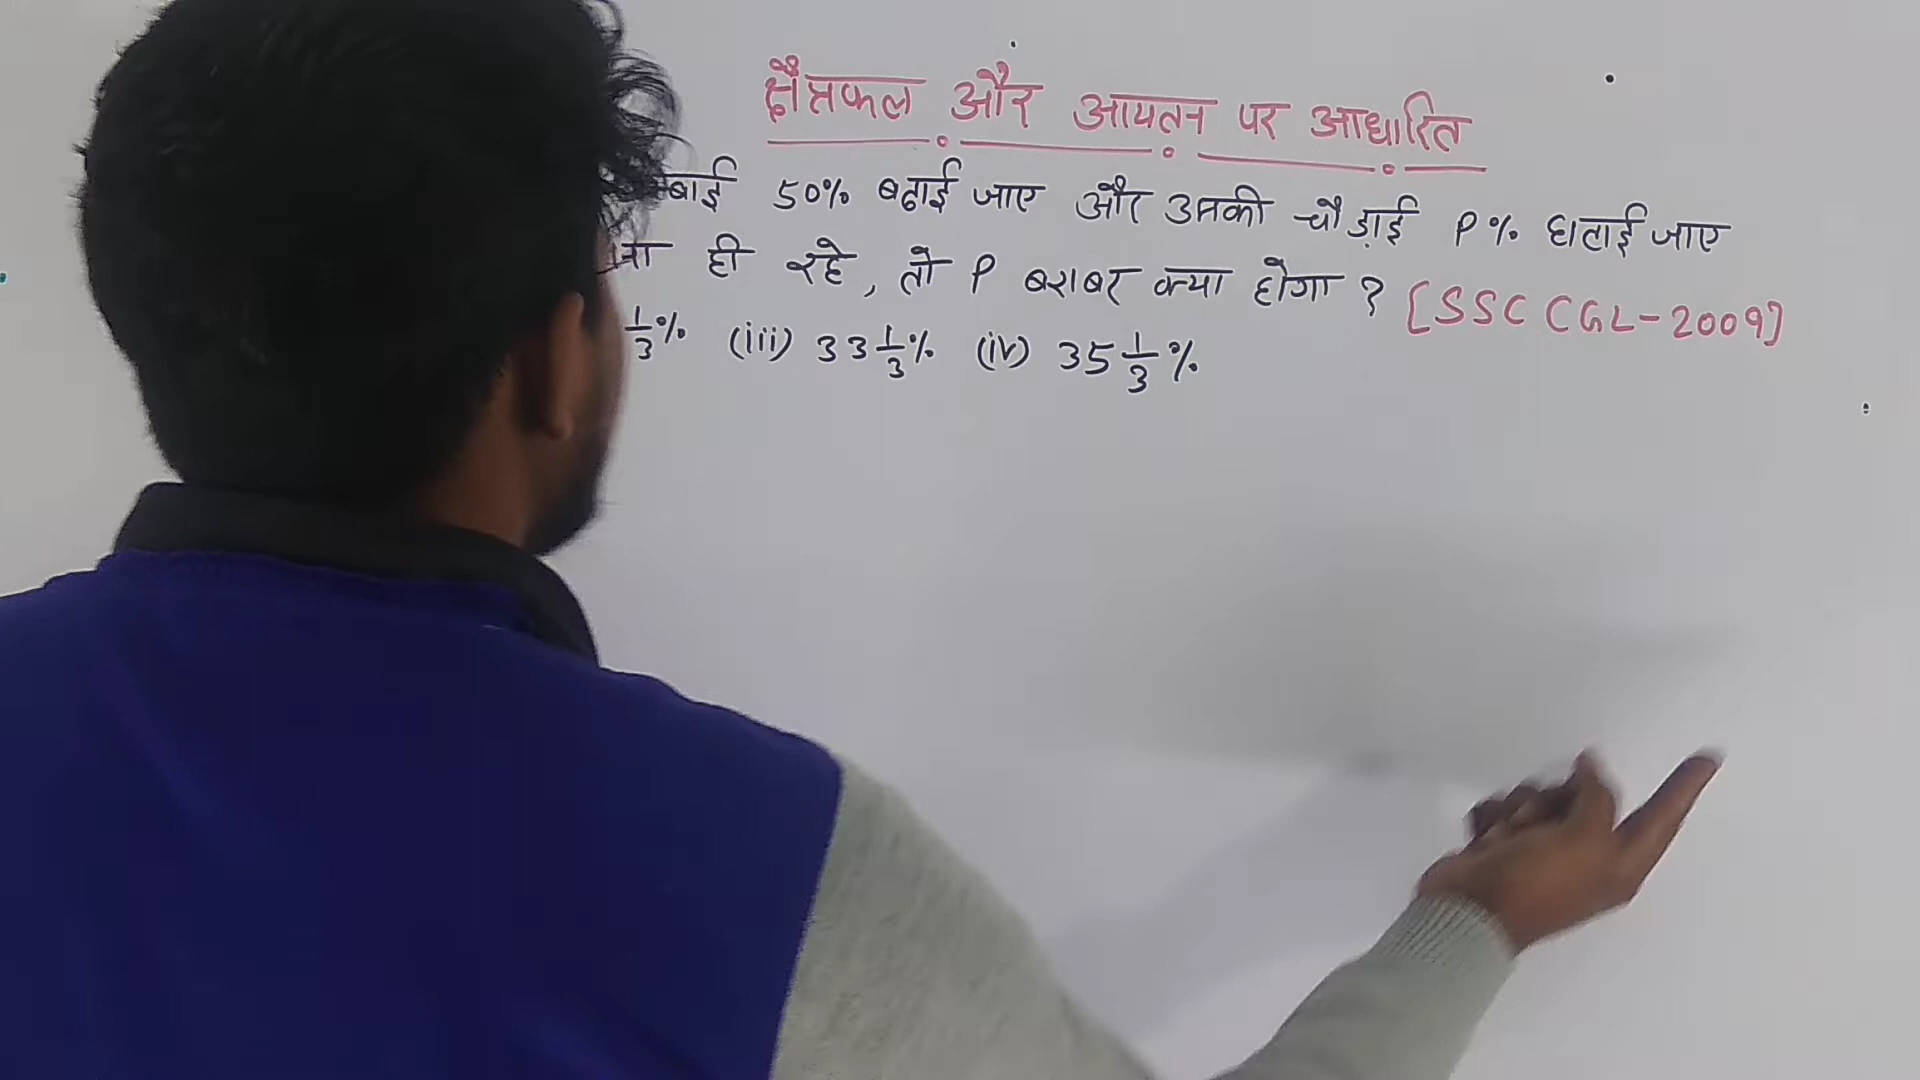 क्षेत्रफल और आयतन पर आधारित
50% बढ़ाई जाए और उसकी चौड़ाई P% घटाई जाए
ही रहे, तो P बराबर क्या होगा ? [SSC CGL-2009]
1/3% (iii) 33 1/3% (iv) 35 1/3%